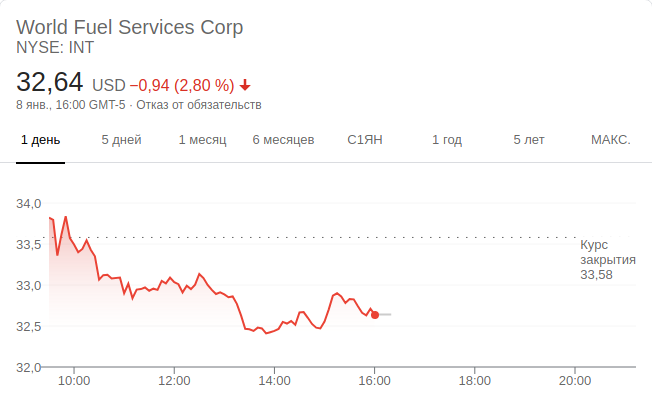 World Fuel Services Corp
NYSE: INT
32,64 USD −0,94 (2,80 %)
8 янв., 16:00 GMT-5 · Отказ от обязательств
1 день 5 дней 1 месяц 6 месяцев С1ЯН 1 год 5 лет МАКС.
34,0
33,5
33,0
32,5
32,0
Курс
закрытия
33,58
10:00 12:00 14:00 16:00 18:00 20:00